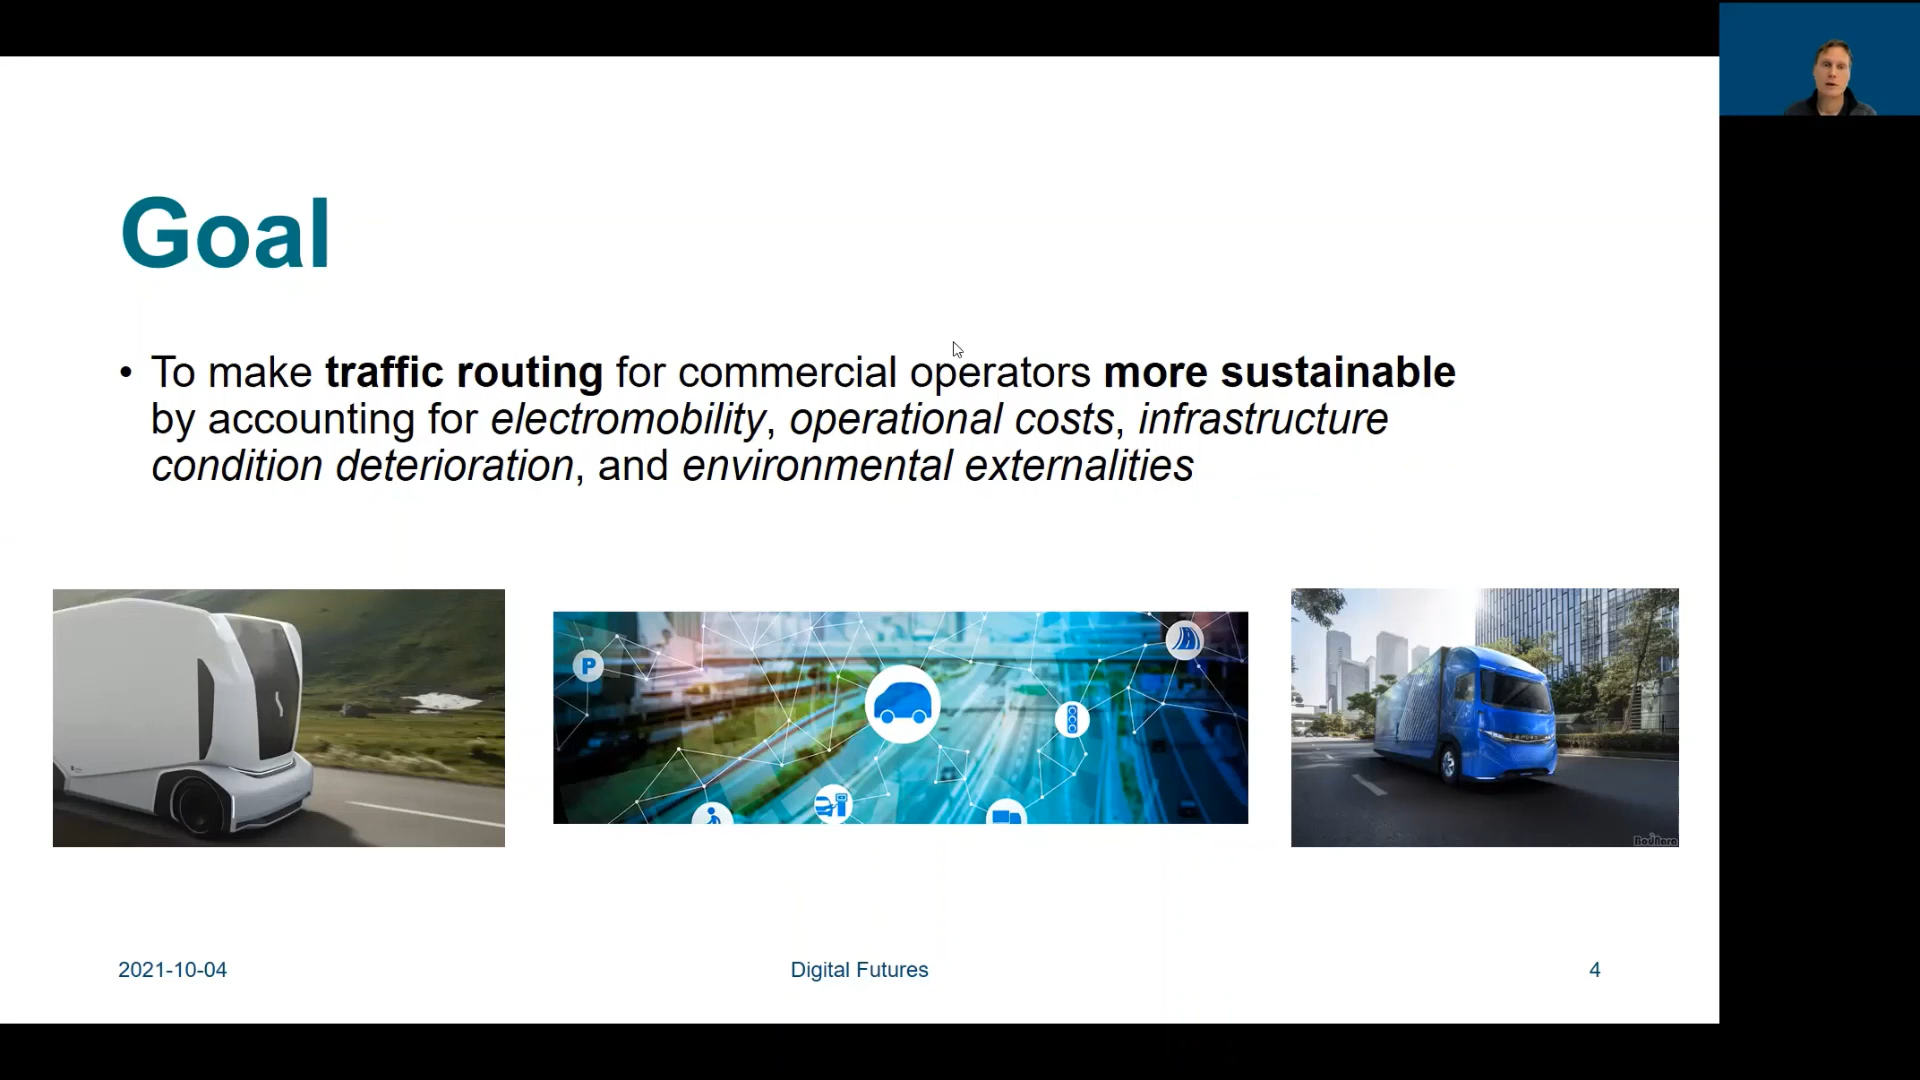 Goal
• To make traffic routing for commercial operators more sustainable
by accounting for electromobility, operational costs, infrastructure
condition deterioration, and environmental externalities
P
2021-10-04
Digital Futures
4